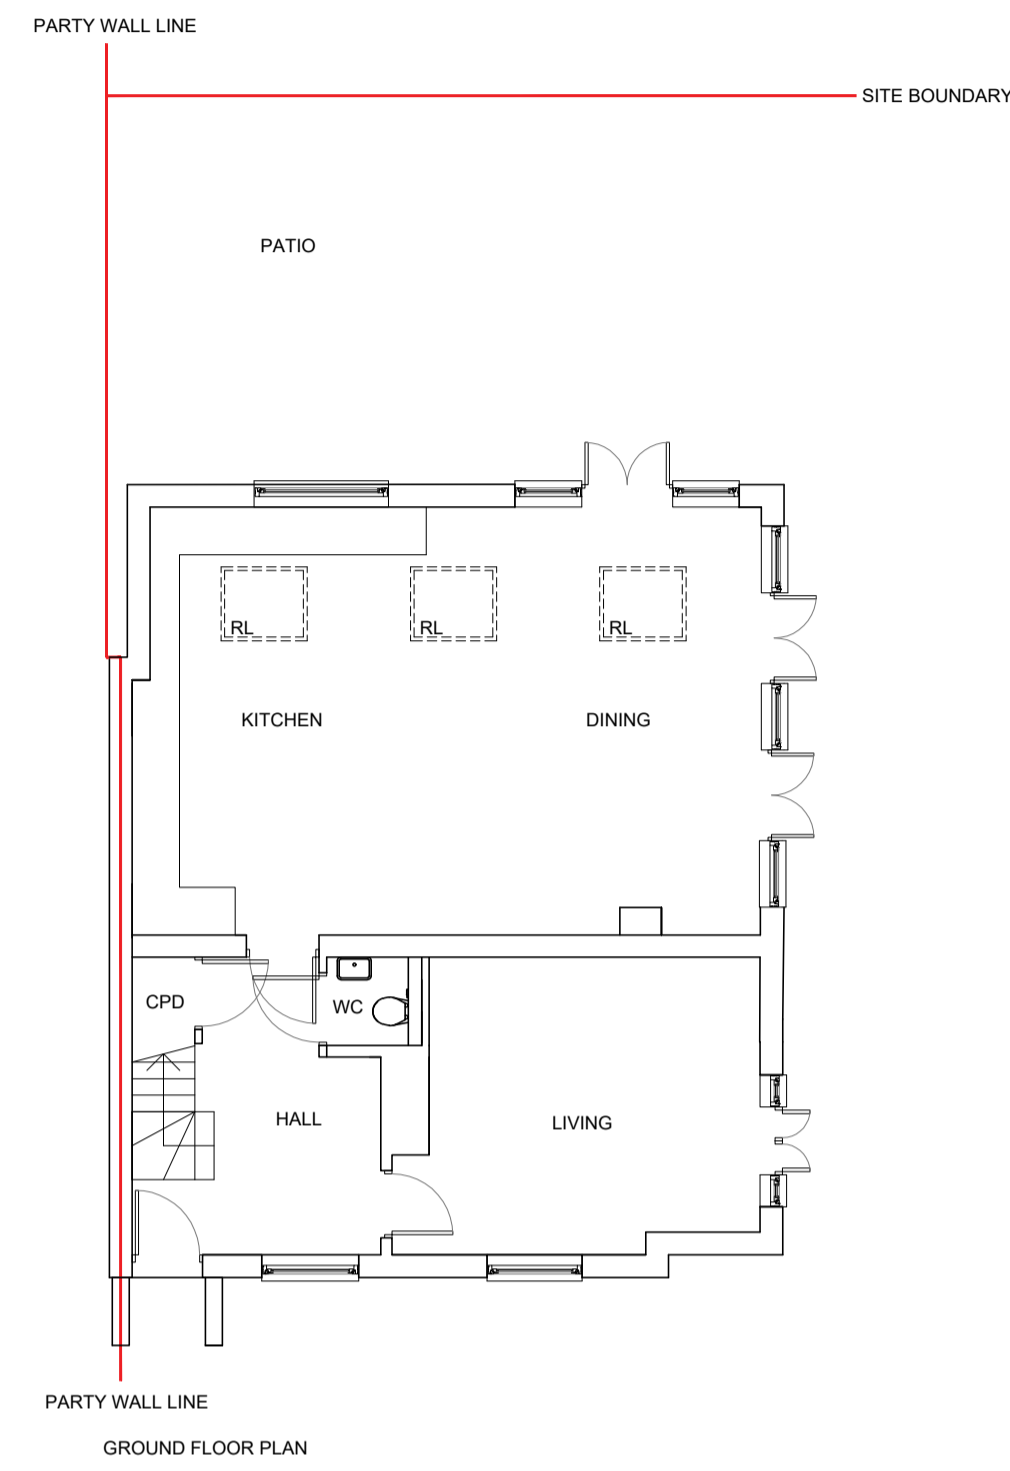 PARTY WALL LINE
SITE BOUNDARY
PATIO
RL
RL
RL
KITCHEN
DINING
CPD
WC
HALL
LIVING
PARTY WALL LINE
GROUND FLOOR PLAN